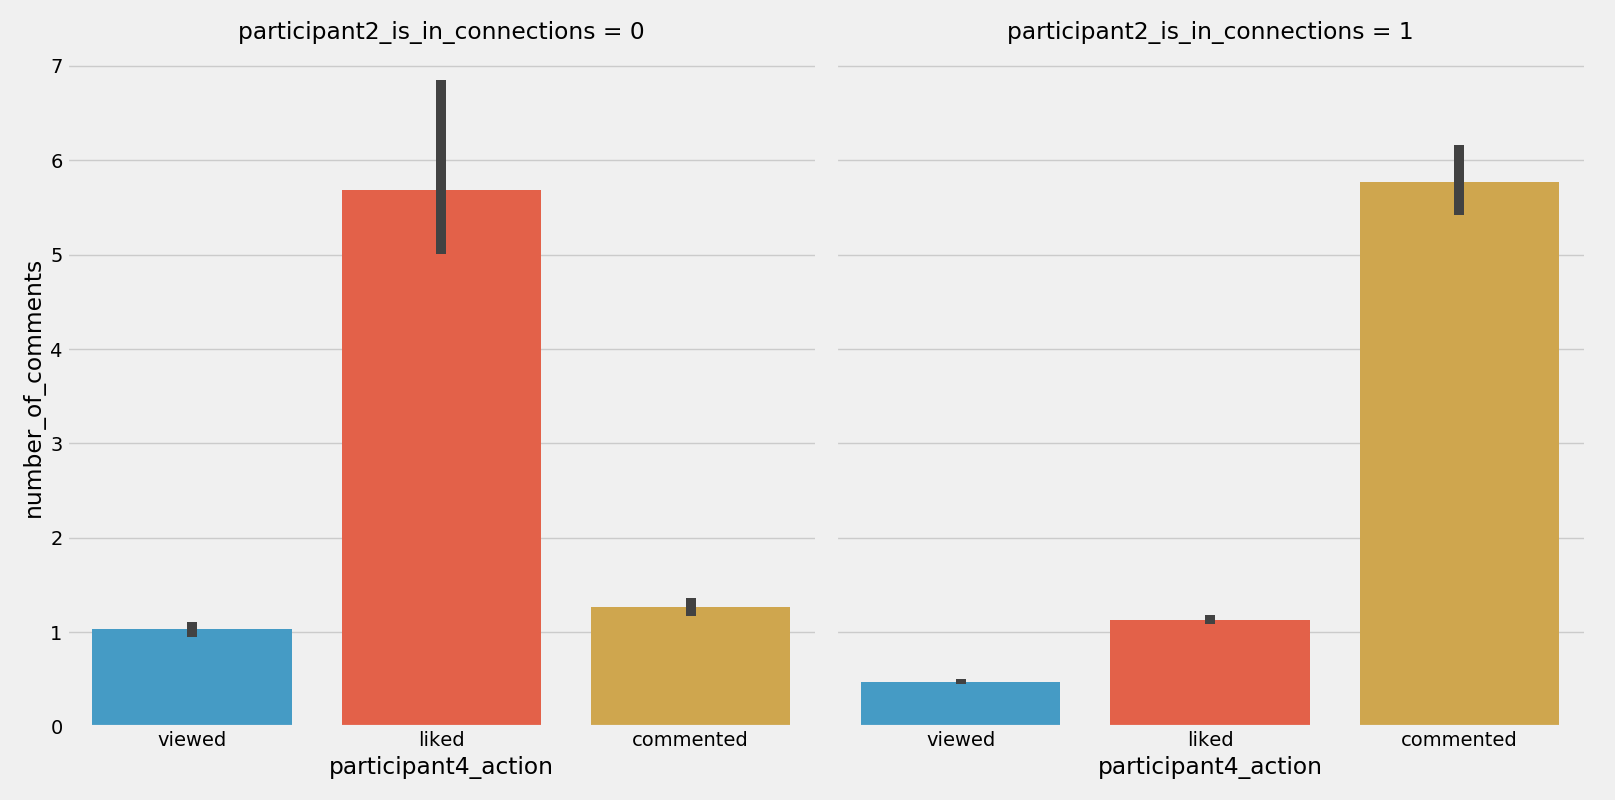 participant2_is_in_connections = 0
participant2_is_in_connections = 1
number_of_comments
7
6
5
4
3
2
1
0
viewed
liked
commented
viewed
liked
commented
participant4_action
participant4_action